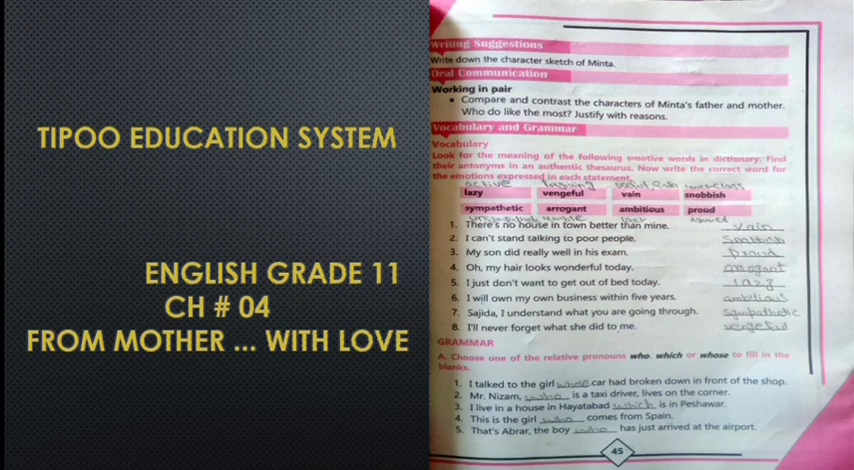 TIPOO EDUCATION SYSTEM
ENGLISH GRADE 11
CH # 04
FROM MOTHER ... WITH LOVE
Writing Suggestions
Write down the character sketch of Minta.
Oral Communication
Working in pair
• Compare and contrast the characters of Minta's father and mother.
Who do like the most? Justify with reasons.
Vocabulary and Grammar
Vocabulary
Look for the meaning of the following emotive words in dictionary. Find
their antonyms in an authentic thesaurus. Now write the correct word for
the emotions expressed in each statement.
active
lazy vengeful vain snobbish
sympathetic arrogant ambitious proud
1. There's no house in town better than mine. vain
2. I can't stand talking to poor people. Snobbish
3. My son did really well in his exam. Proud
4. Oh, my hair looks wonderful today. arrogant
5. I just don't want to get out of bed today. lazy
6. I will own my own business within five years. ambitious
7. Sajida, I understand what you are going through. Sympathetic
8. I'll never forget what she did to me. vengeful
GRAMMAR
A. Choose one of the relative pronouns who, which or whose to fill in the
blanks.
1. I talked to the girl whose car had broken down in front of the shop.
2. Mr. Nizam, who is a taxi driver, lives on the corner.
3. I live in a house in Hayatabad which is in Peshawar.
4. This is the girl who comes from Spain.
5. That's Abrar, the boy who has just arrived at the airport.
45